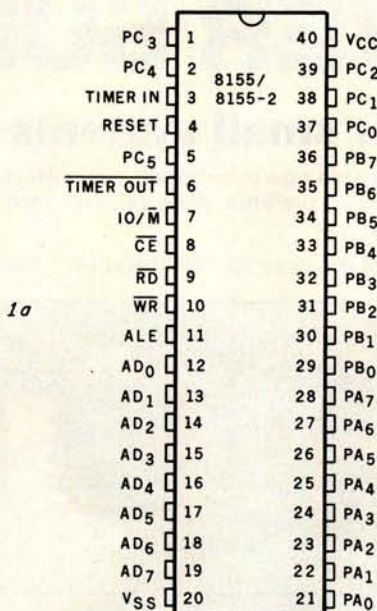 PC3 1 40 VCC
PC4 2 8155/ 39 PC2
TIMER IN 3 8155-2 38 PC1
RESET 4 37 PC0
PC5 5 36 PB7
TIMER OUT 6 35 PB6
IO/M̅ 7 34 PB5
C̅E̅ 8 33 PB4
R̅D̅ 9 32 PB3
1a
W̅R̅ 10 31 PB2
ALE 11 30 PB1
AD0 12 29 PB0
AD1 13 28 PA7
AD2 14 27 PA6
AD3 15 26 PA5
AD4 16 25 PA4
AD5 17 24 PA3
AD6 18 23 PA2
AD7 19 22 PA1
VSS 20 21 PA0